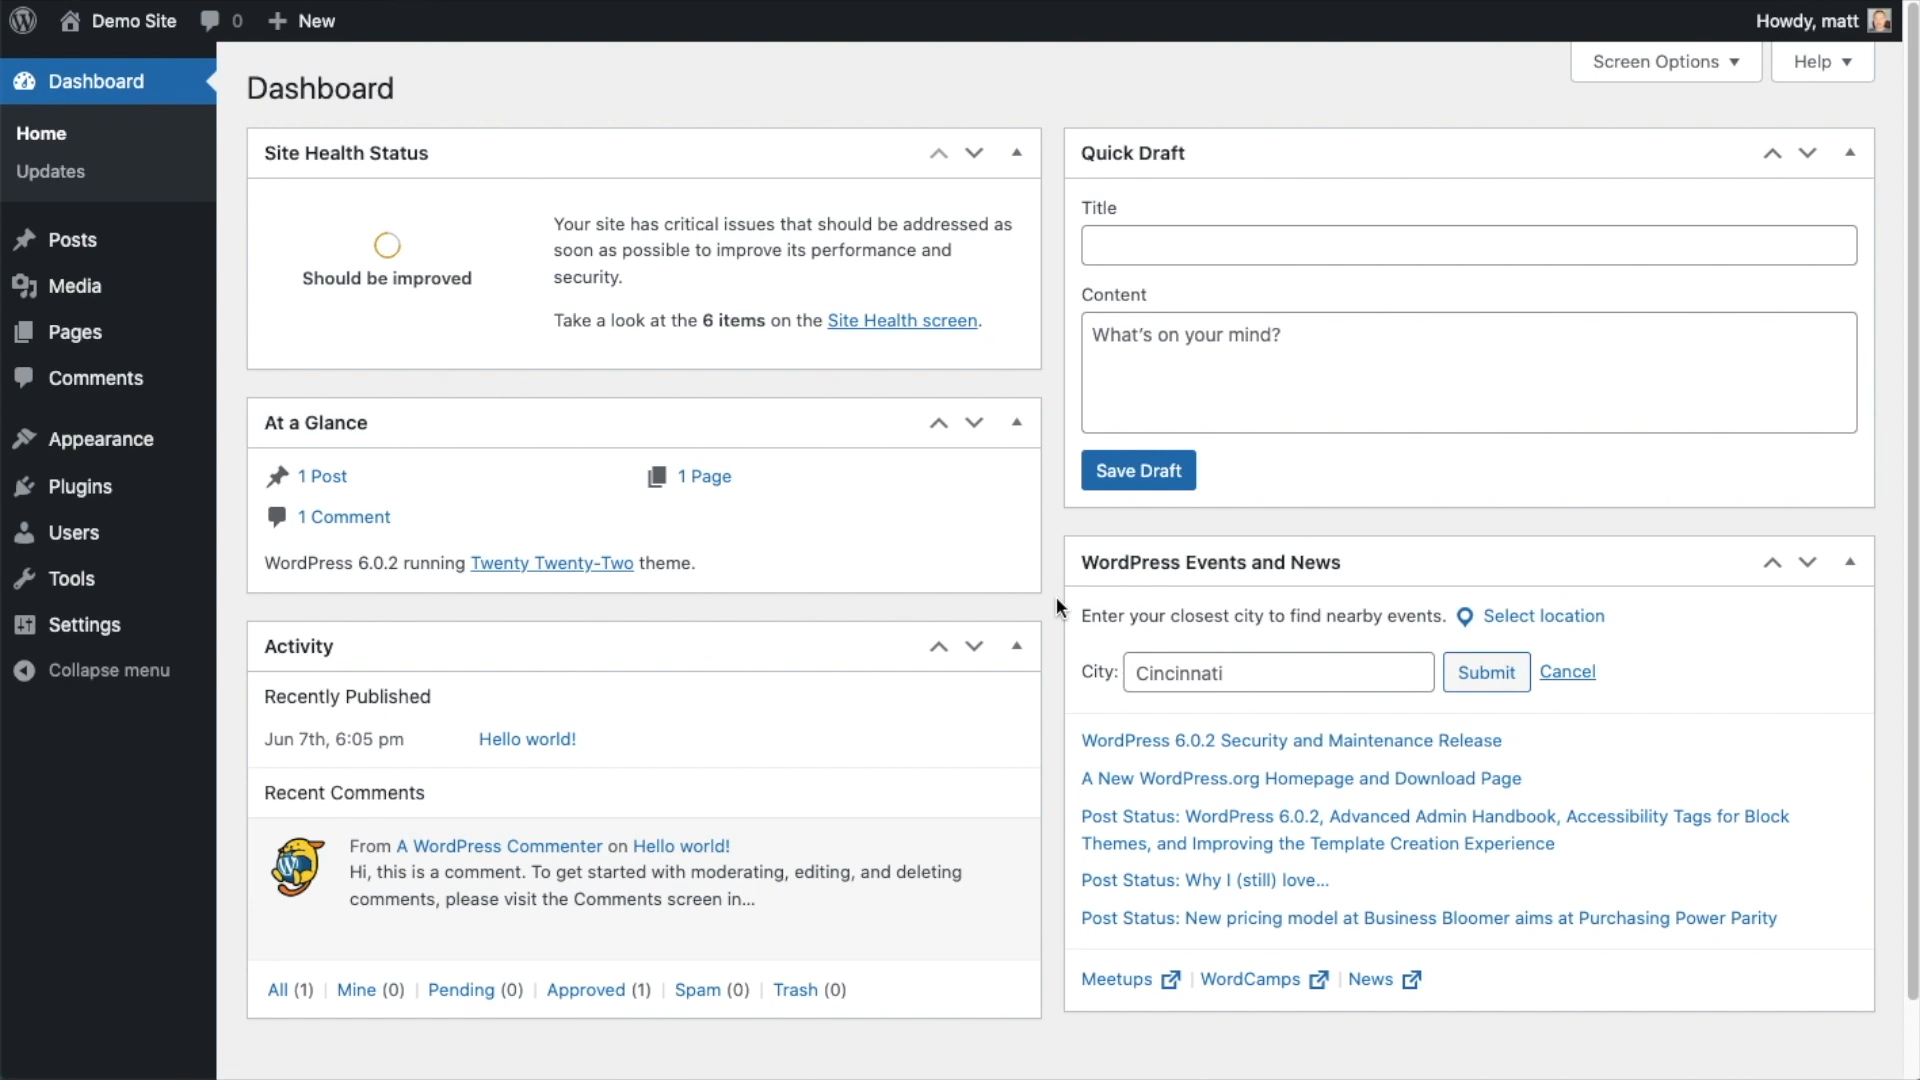 Demo Site
0
New
Howdy, matt
Dashboard
Home
Updates
Posts
Media
Pages
Comments
Appearance
Plugins
Users
Tools
Settings
Collapse menu
Screen Options
Help
Dashboard
Site Health Status
Should be improved
Your site has critical issues that should be addressed as
soon as possible to improve its performance and
security.
Take a look at the 6 items on the Site Health screen.
At a Glance
1 Post
1 Page
1 Comment
WordPress 6.0.2 running Twenty Twenty-Two theme.
Activity
Recently Published
Jun 7th, 6:05 pm Hello world!
Recent Comments
From A WordPress Commenter on Hello world!
Hi, this is a comment. To get started with moderating, editing, and deleting
comments, please visit the Comments screen in...
All (1) | Mine (0) | Pending (0) | Approved (1) | Spam (0) | Trash (0)
Quick Draft
Title
Content
What's on your mind?
Save Draft
WordPress Events and News
Enter your closest city to find nearby events. Select location
City: Cincinnati Submit Cancel
WordPress 6.0.2 Security and Maintenance Release
A New WordPress.org Homepage and Download Page
Post Status: WordPress 6.0.2, Advanced Admin Handbook, Accessibility Tags for Block
Themes, and Improving the Template Creation Experience
Post Status: Why I (still) love...
Post Status: New pricing model at Business Bloomer aims at Purchasing Power Parity
Meetups | WordCamps | News